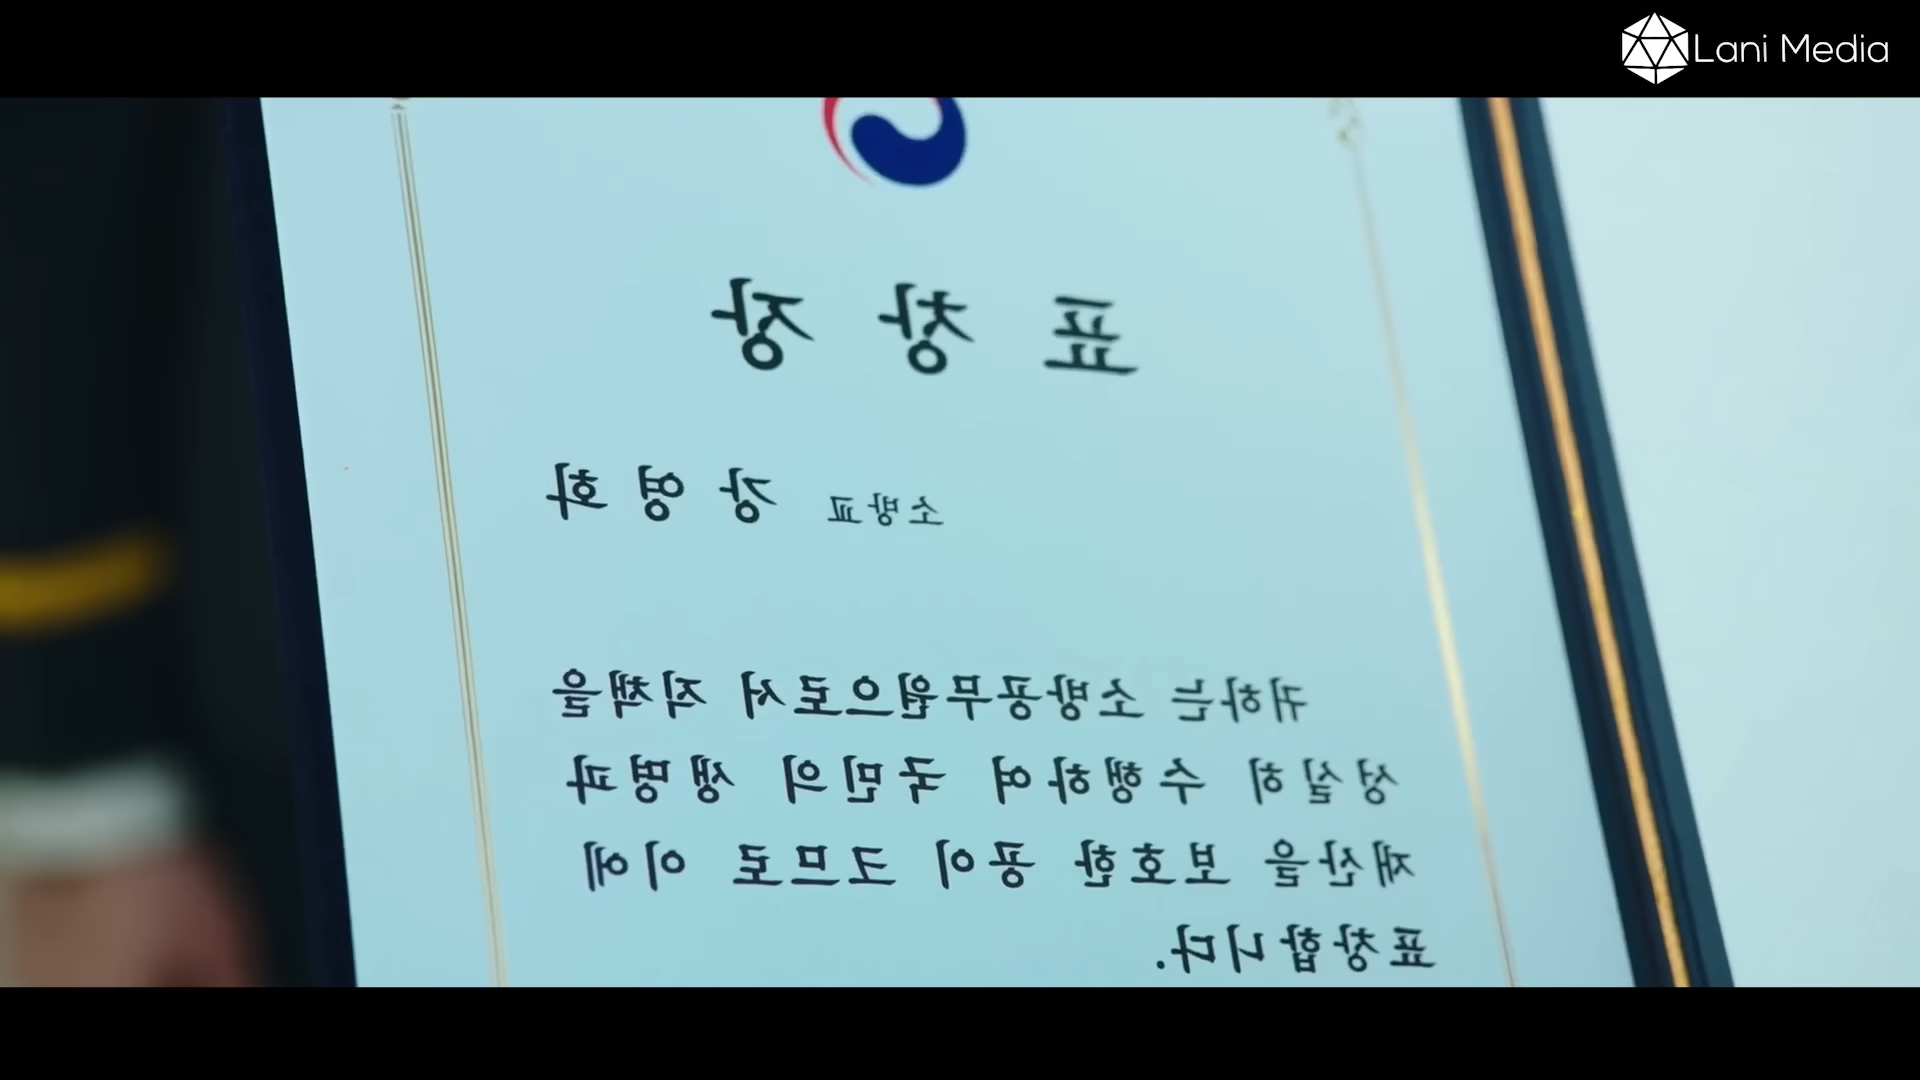 Lani Media
표 창 장
소방교 강 영 화
귀하는 소방공무원으로서 직책을
성실히 수행하여 국민의 생명과
재산을 보호한 공이 크므로 이에
표창합니다.